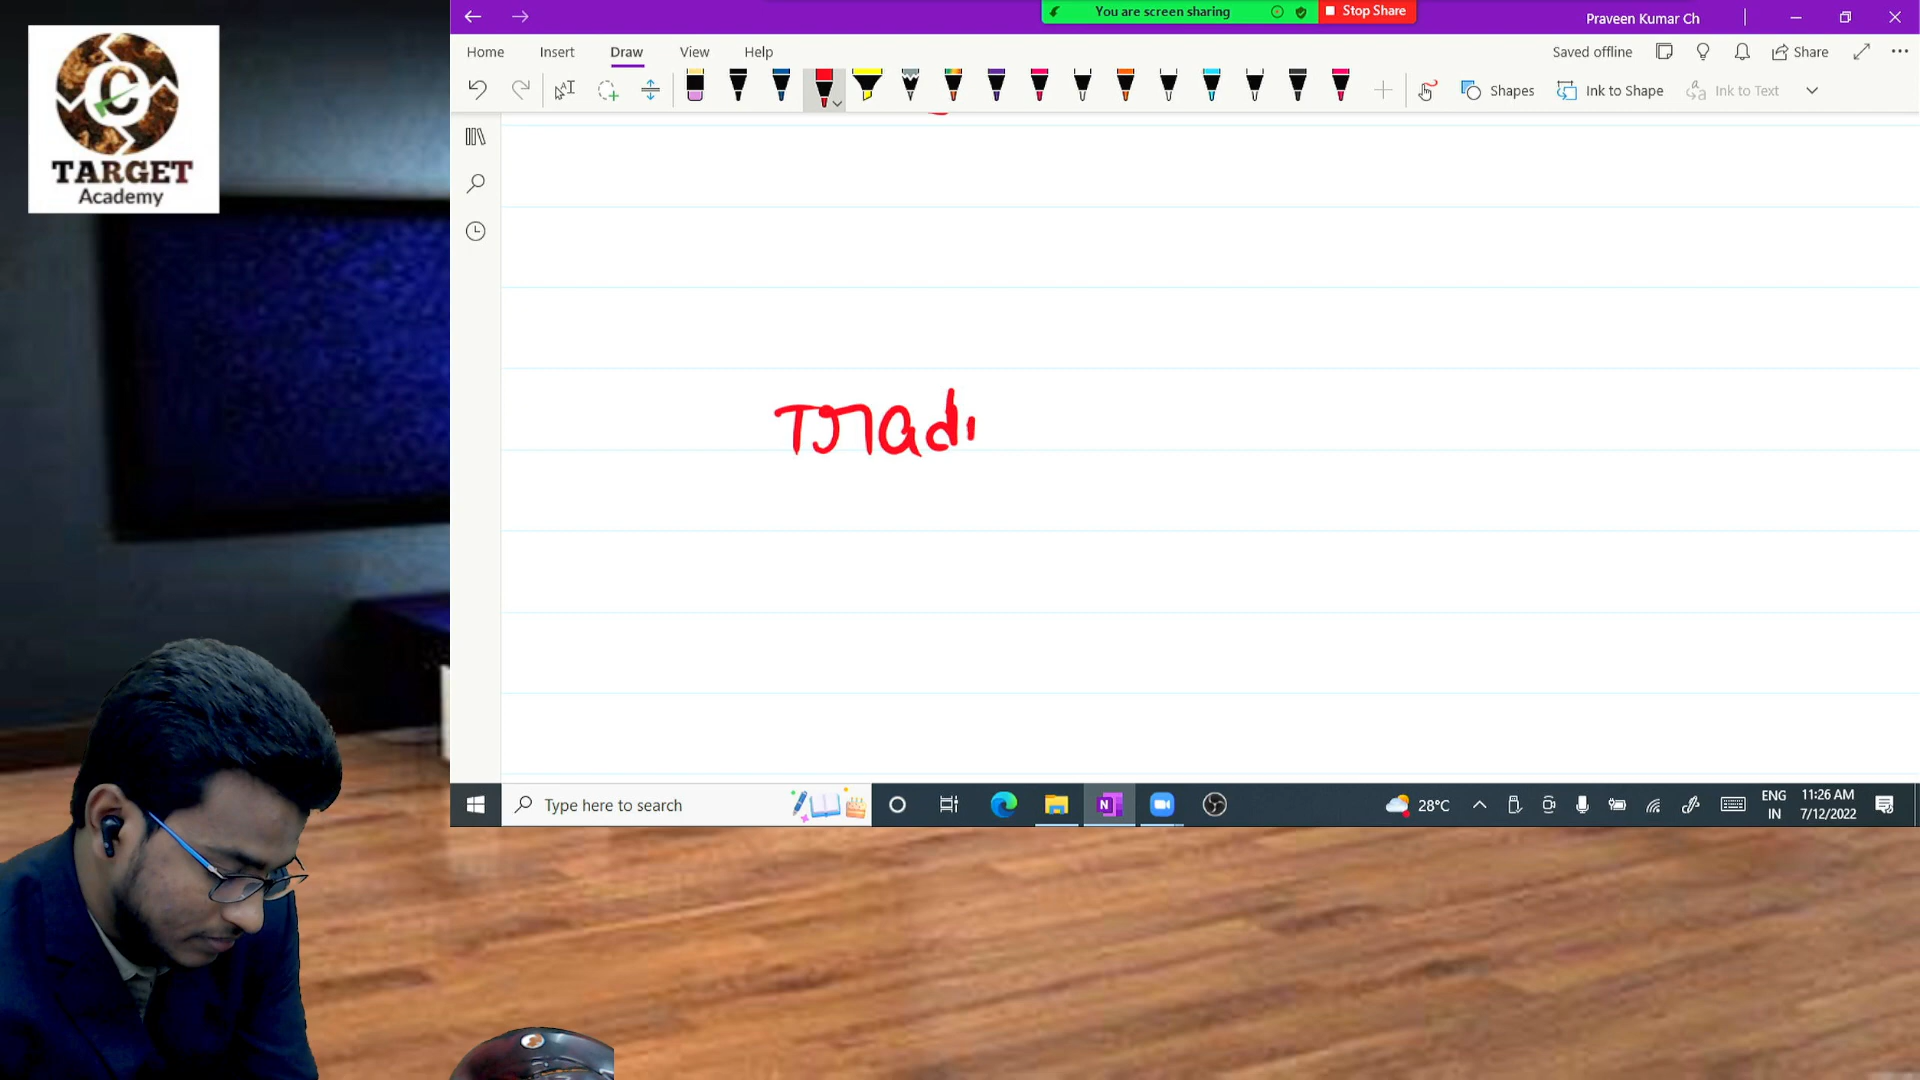 TARGET
Academy
You are screen sharing
Stop Share
Praveen Kumar Ch
Home Insert Draw View Help
Saved offline
Share
Shapes
Ink to Shape
Ink to Text
Tradi
Type here to search
28°C
ENG
IN
11:26 AM
7/12/2022